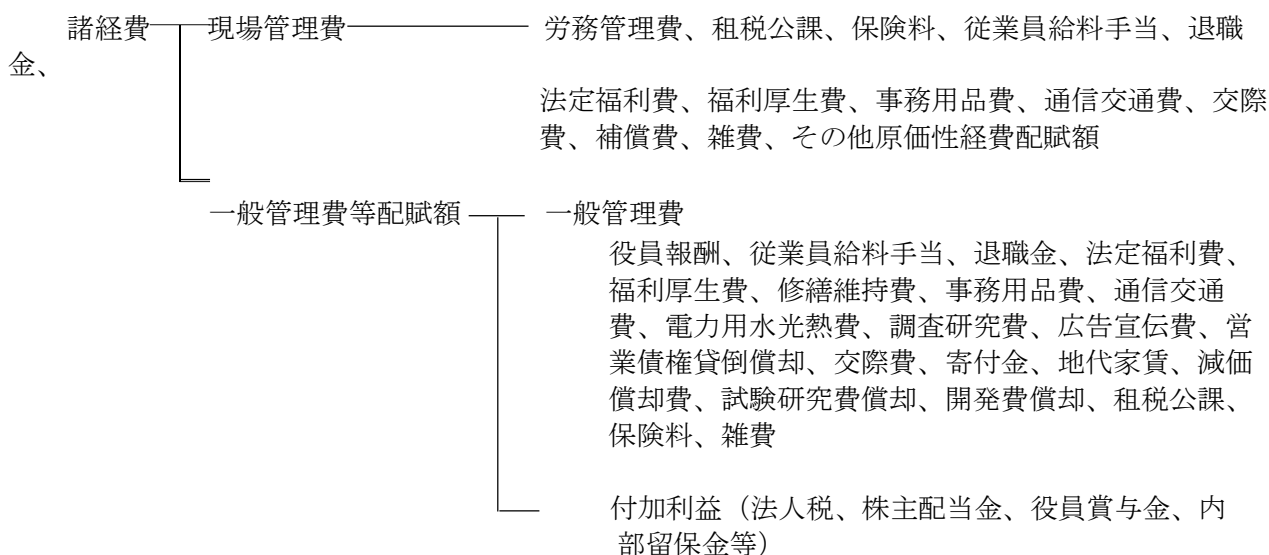 諸経費 現場管理費 労務管理費、租税公課、保険料、従業員給料手当、退職
金、
法定福利費、福利厚生費、事務用品費、通信交通費、交際
費、補償費、雑費、その他原価性経費配賦額
一般管理費等配賦額 一般管理費
役員報酬、従業員給料手当、退職金、法定福利費、
福利厚生費、修繕維持費、事務用品費、通信交通
費、電力用水光熱費、調査研究費、広告宣伝費、営
業債権貸倒償却、交際費、寄付金、地代家賃、減価
償却費、試験研究費償却、開発費償却、租税公課、
保険料、雑費
付加利益（法人税、株主配当金、役員賞与金、内
部留保金等）